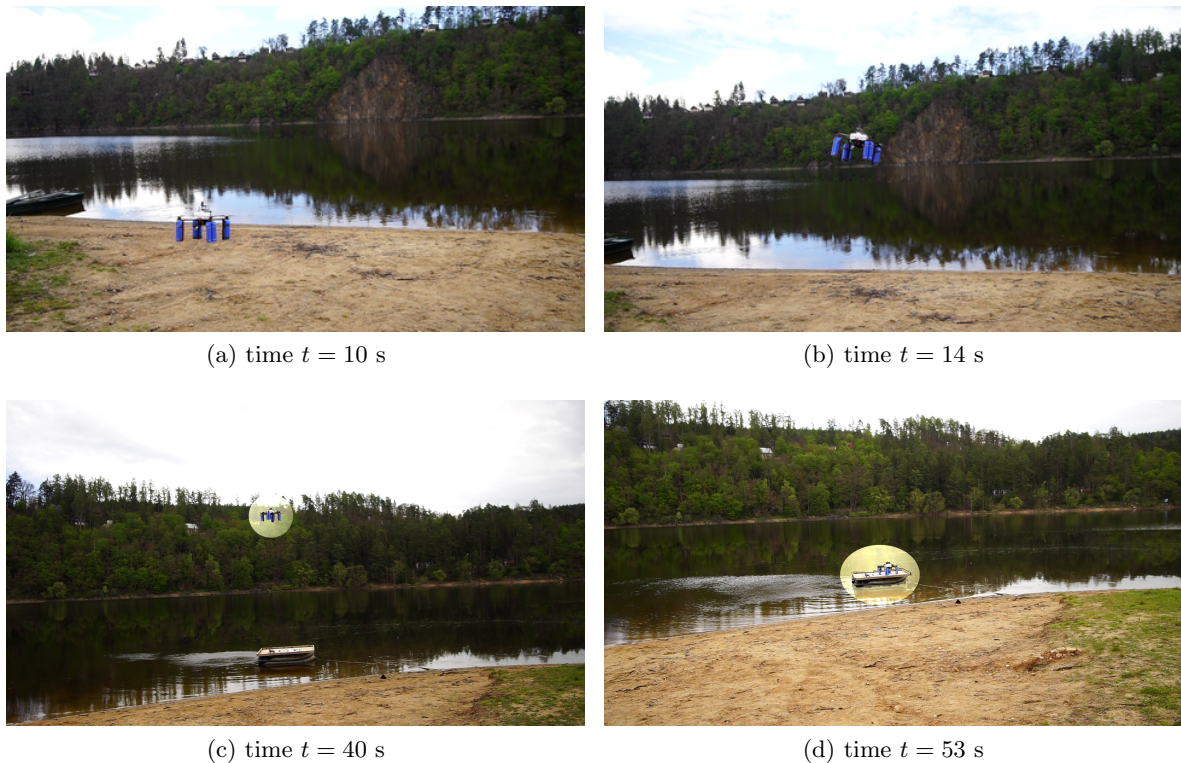 (a) time t = 10 s
(b) time t = 14 s
(c) time t = 40 s
(d) time t = 53 s